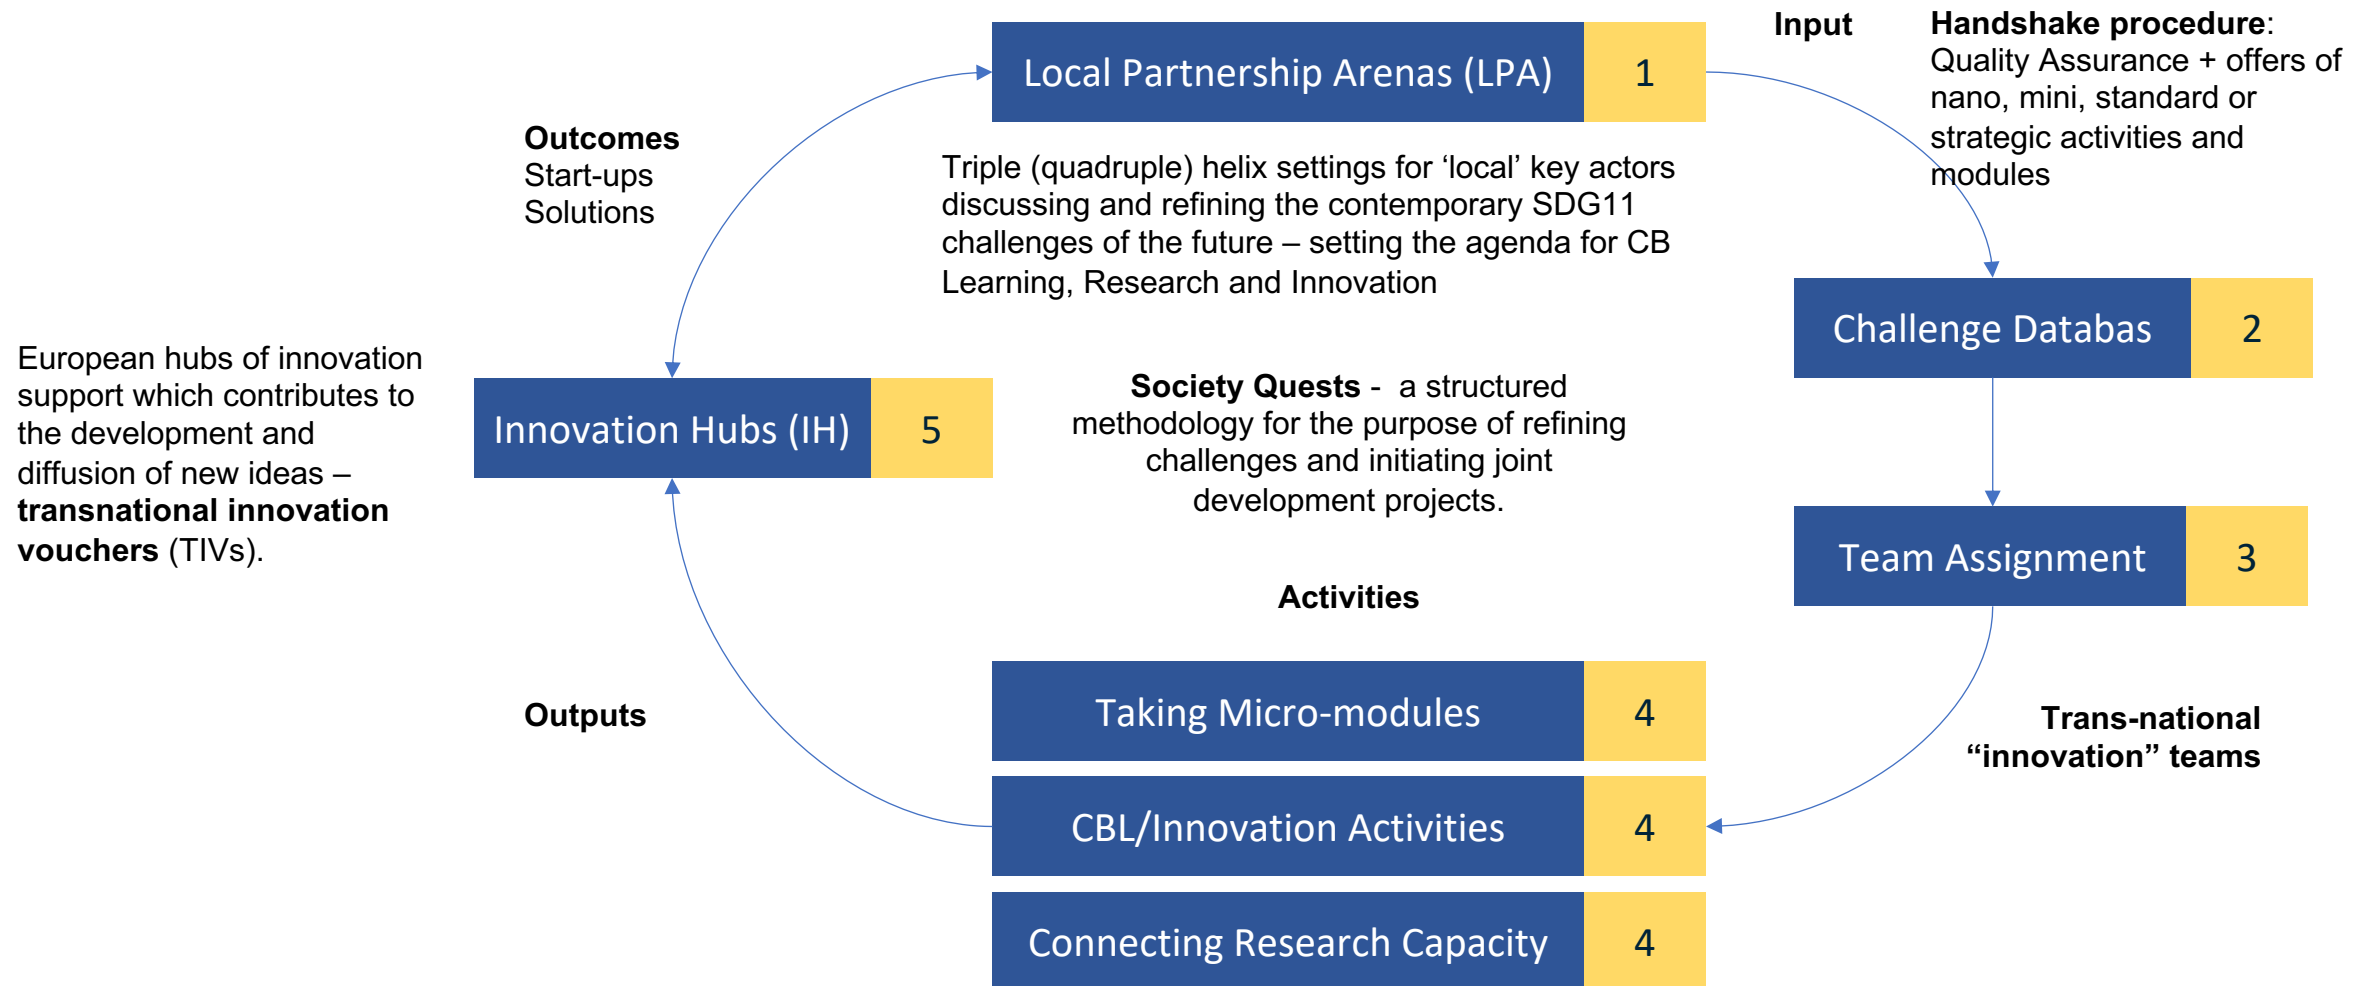 Local Partnership Arenas (LPA) 1
Input
Handshake procedure:
Quality Assurance + offers of
nano, mini, standard or
strategic activities and
modules
Outcomes
Start-ups
Solutions
Triple (quadruple) helix settings for ‘local’ key actors
discussing and refining the contemporary SDG11
challenges of the future – setting the agenda for CB
Learning, Research and Innovation
Challenge Databas 2
European hubs of innovation
support which contributes to
the development and
diffusion of new ideas –
transnational innovation
vouchers (TIVs).
Innovation Hubs (IH) 5
Society Quests - a structured
methodology for the purpose of refining
challenges and initiating joint
development projects.
Team Assignment 3
Activities
Taking Micro-modules 4
Outputs
Trans-national
“innovation” teams
CBL/Innovation Activities 4
Connecting Research Capacity 4